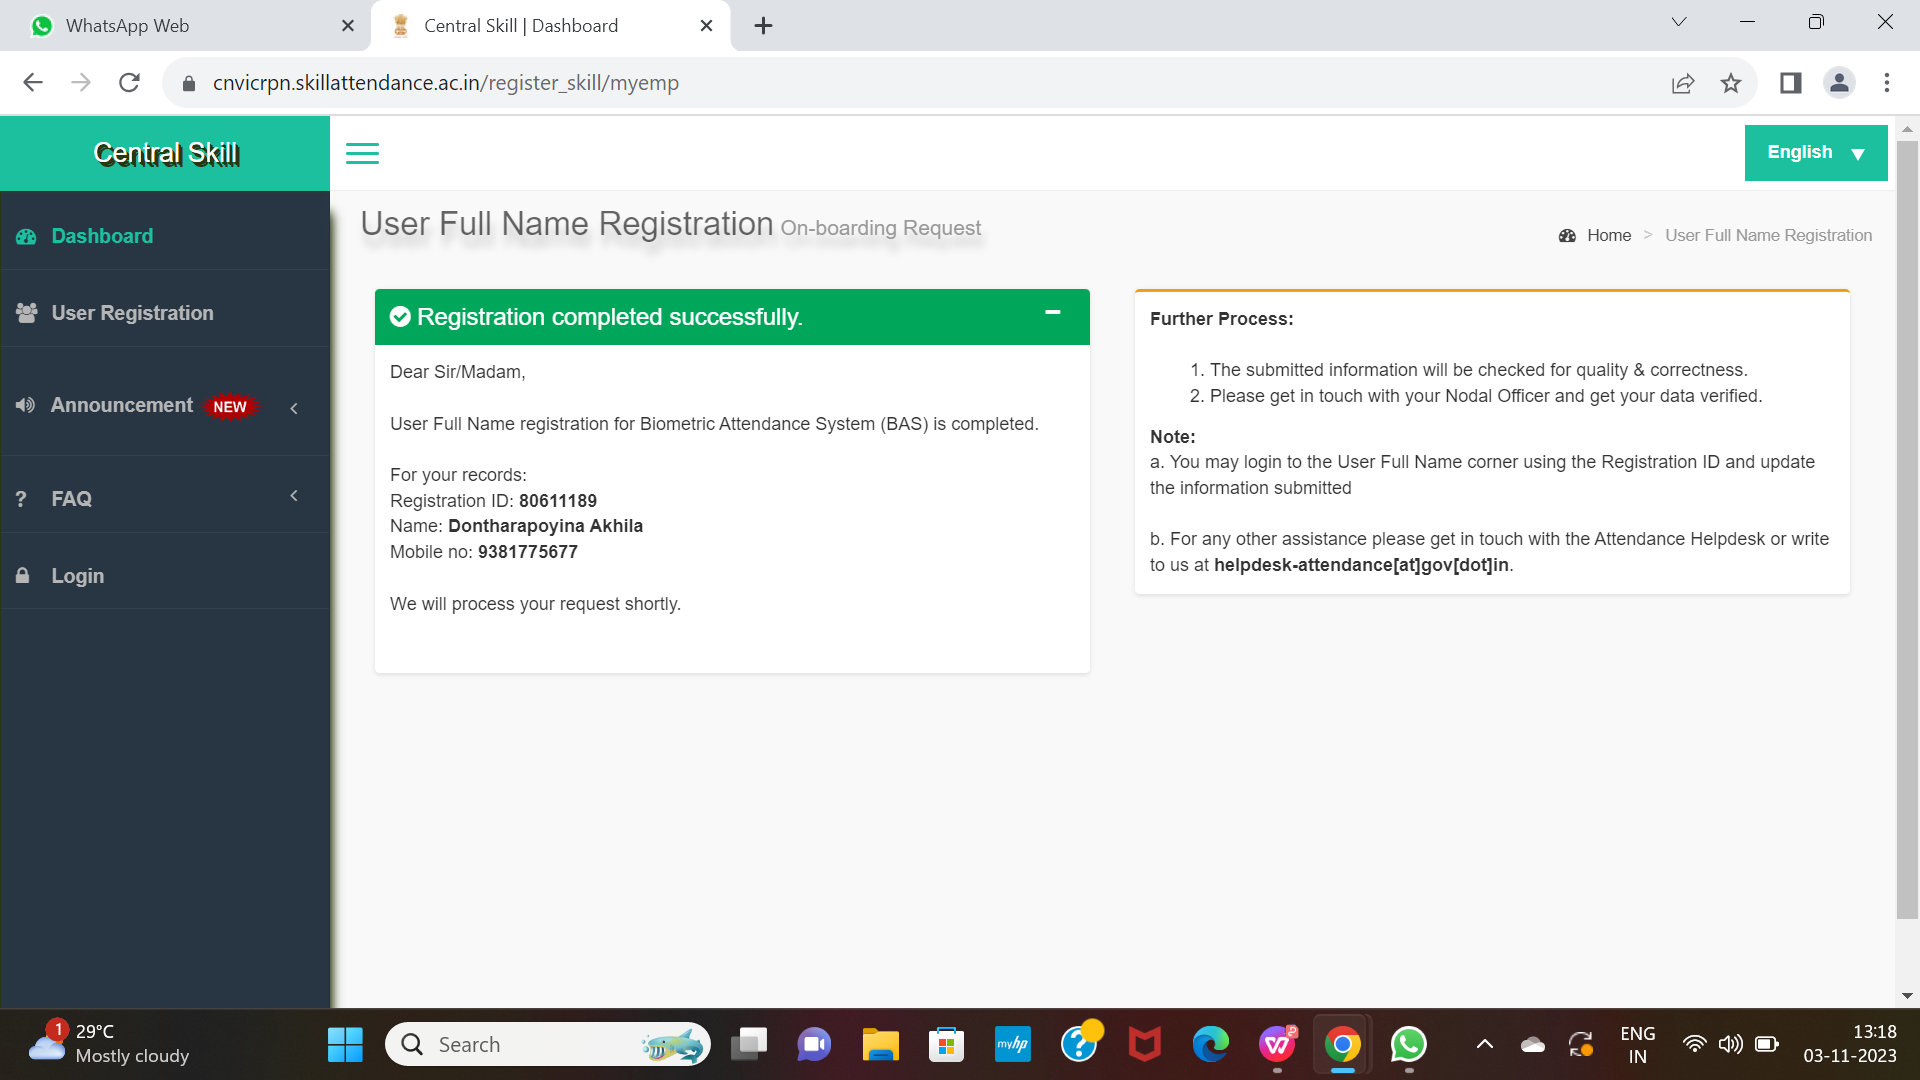 WhatsApp Web
Central Skill | Dashboard
cnvicrpn.skillattendance.ac.in/register_skill/myemp
Central Skill
English
Dashboard
User Registration
Announcement NEW
? FAQ
Login
User Full Name Registration On-boarding Request
Home > User Full Name Registration
Registration completed successfully.
Dear Sir/Madam,
User Full Name registration for Biometric Attendance System (BAS) is completed.
For your records:
Registration ID: 80611189
Name: Dontharapoyina Akhila
Mobile no: 9381775677
We will process your request shortly.
Further Process:
1. The submitted information will be checked for quality & correctness.
2. Please get in touch with your Nodal Officer and get your data verified.
Note:
a. You may login to the User Full Name corner using the Registration ID and update
the information submitted
b. For any other assistance please get in touch with the Attendance Helpdesk or write
to us at helpdesk-attendance[at]gov[dot]in.
1
29°C
Mostly cloudy
Search
myhp
ENG
IN
13:18
03-11-2023